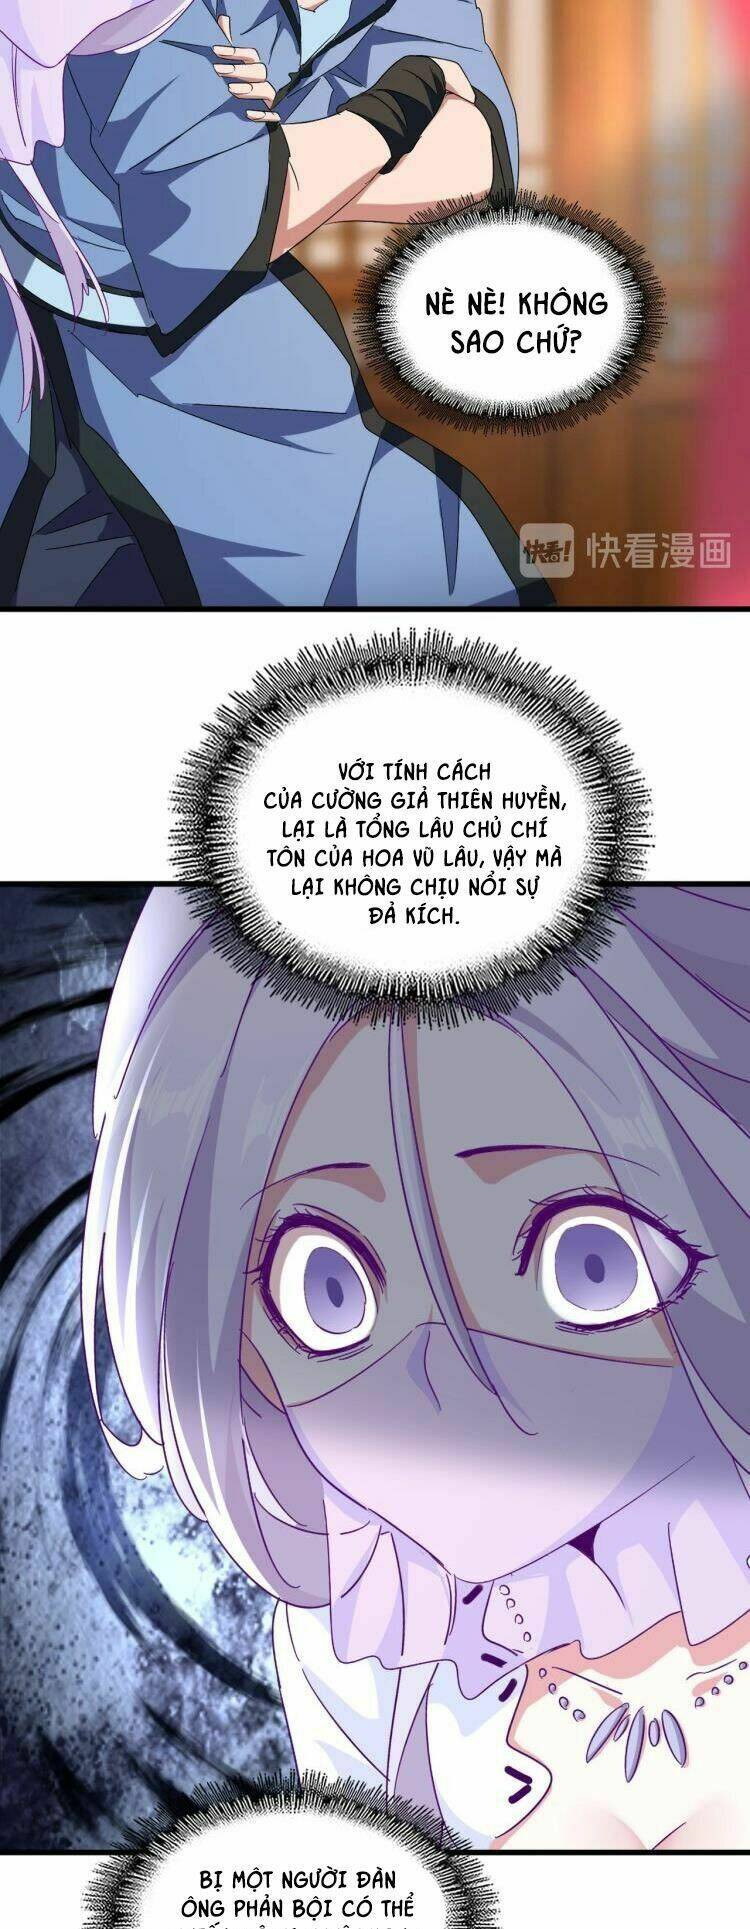 NÈ NÈ! KHÔNG
SAO CHỨ?
快看!
快看漫画
VỚI TÍNH CÁCH
CỦA CƯỜNG GIẢ THIÊN HUYỀN,
LẠI LÀ TỔNG LÂU CHỦ CHÍ
TÔN CỦA HOA VŨ LÂU, VẬY MÀ
LẠI KHÔNG CHỊU NỔI SỰ
ĐẢ KÍCH.
BỊ MỘT NGƯỜI ĐÀN
ÔNG PHẢN BỘI CÓ THỂ